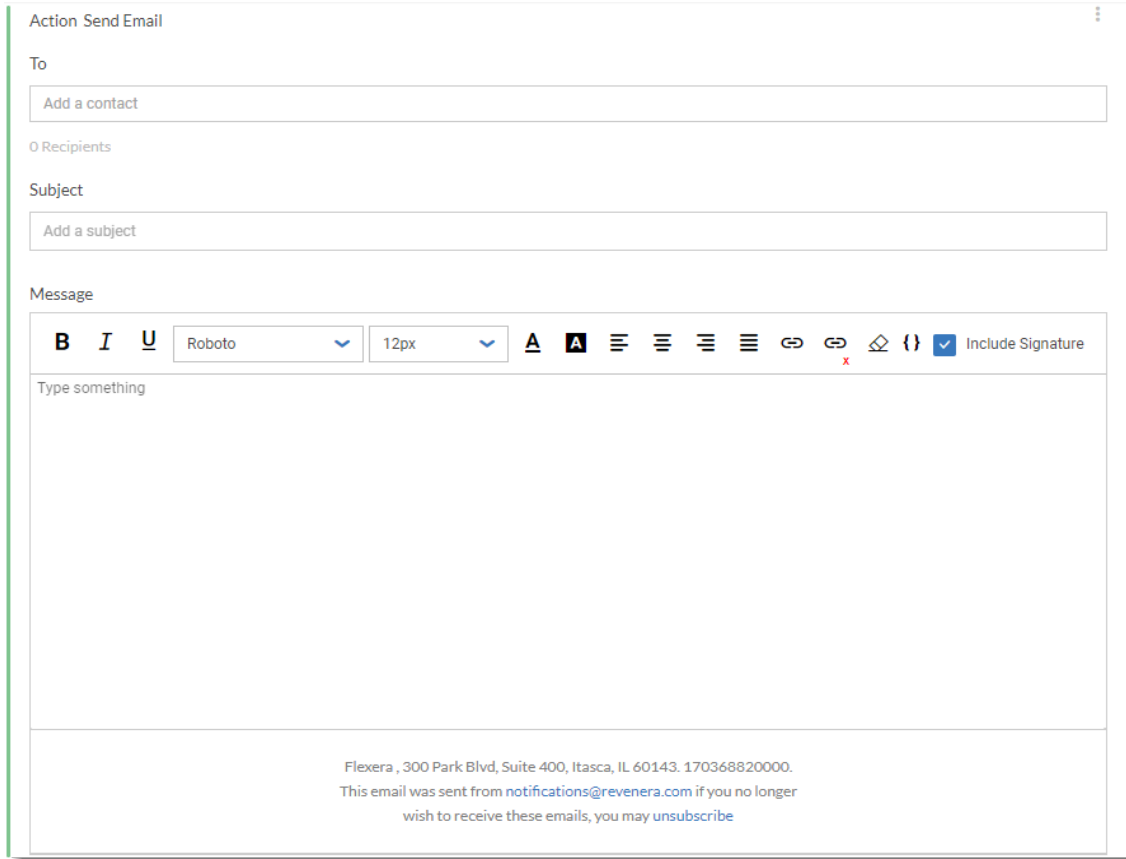 Action Send Email
To
Add a contact
0 Recipients
Subject
Add a subject
Message
B I U Roboto 12px A A x {} Include Signature
Type something
Flexera , 300 Park Blvd, Suite 400, Itasca, IL 60143. 170368820000.
This email was sent from notifications@revenera.com if you no longer
wish to receive these emails, you may unsubscribe